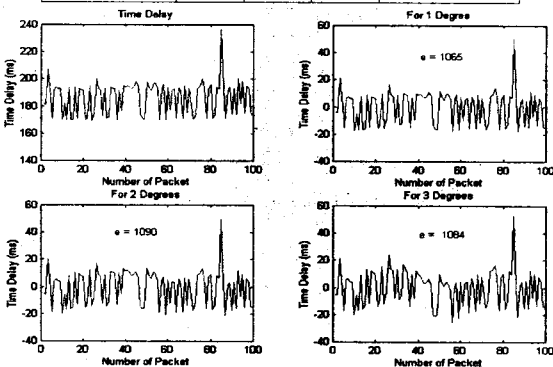 Time Delay
Time Delay (ms)
240
220
200
180
160
140
0 20 40 60 80 100
Number of Packet
For 1 Degree
Time Delay (ms)
60
40
20
0
-20
-40
e = 1065
0 20 40 60 80 100
Number of Packet
For 2 Degrees
Time Delay (ms)
60
40
20
0
-20
-40
e = 1090
0 20 40 60 80 100
Number of Packet
For 3 Degrees
Time Delay (ms)
60
40
20
0
-20
-40
e = 1084
0 20 40 60 80 100
Number of Packet